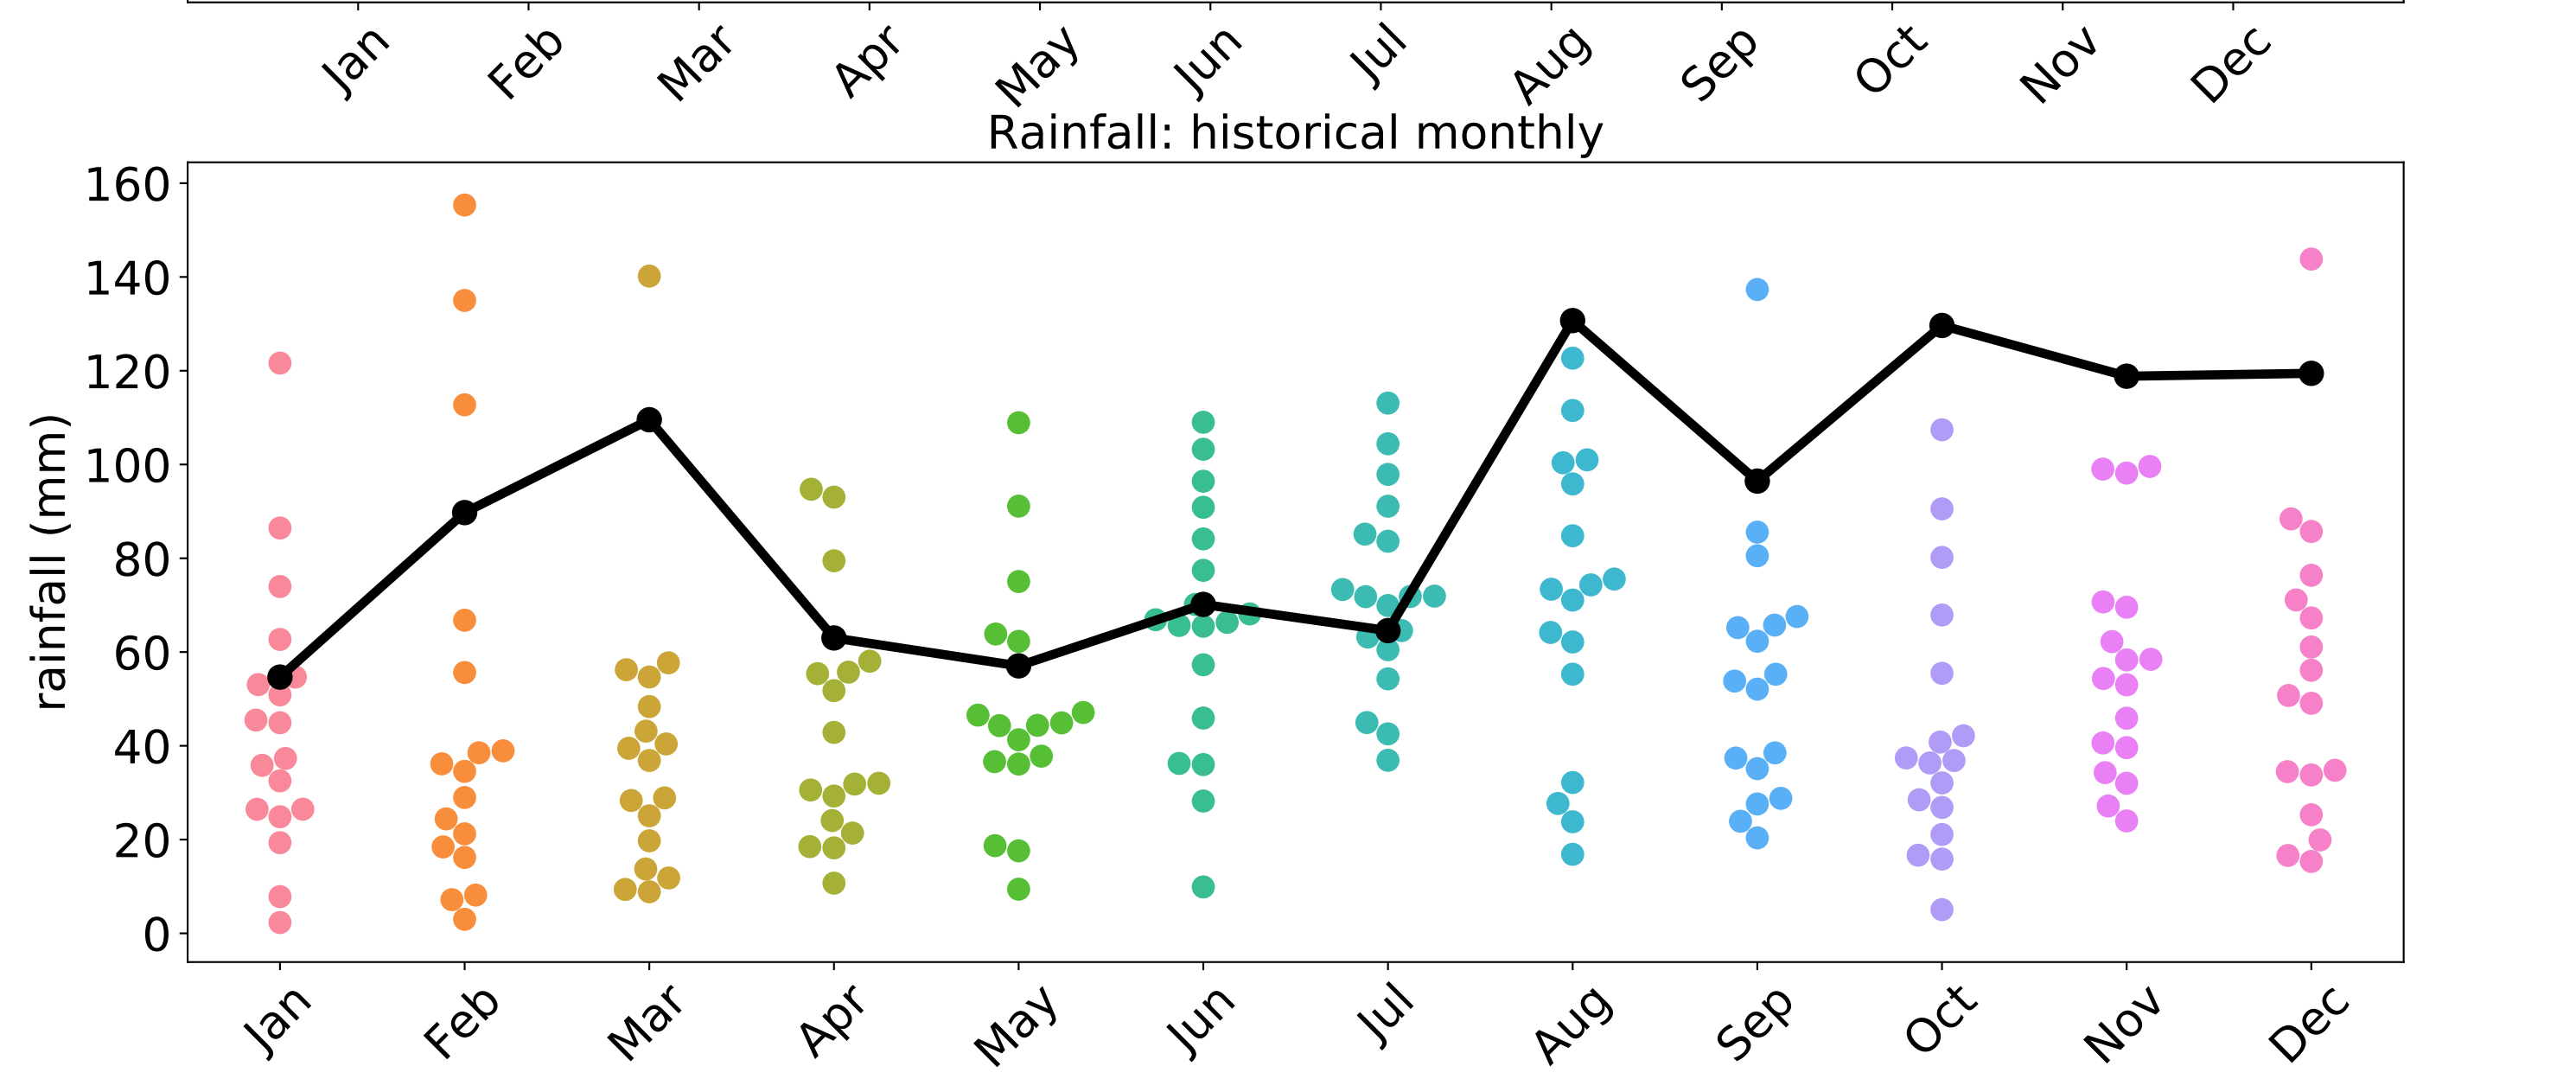 Jan Feb Mar Apr May Jun Jul Aug Sep Oct Nov Dec
Rainfall: historical monthly
rainfall (mm)
160
140
120
100
80
60
40
20
0
Jan Feb Mar Apr May Jun Jul Aug Sep Oct Nov Dec